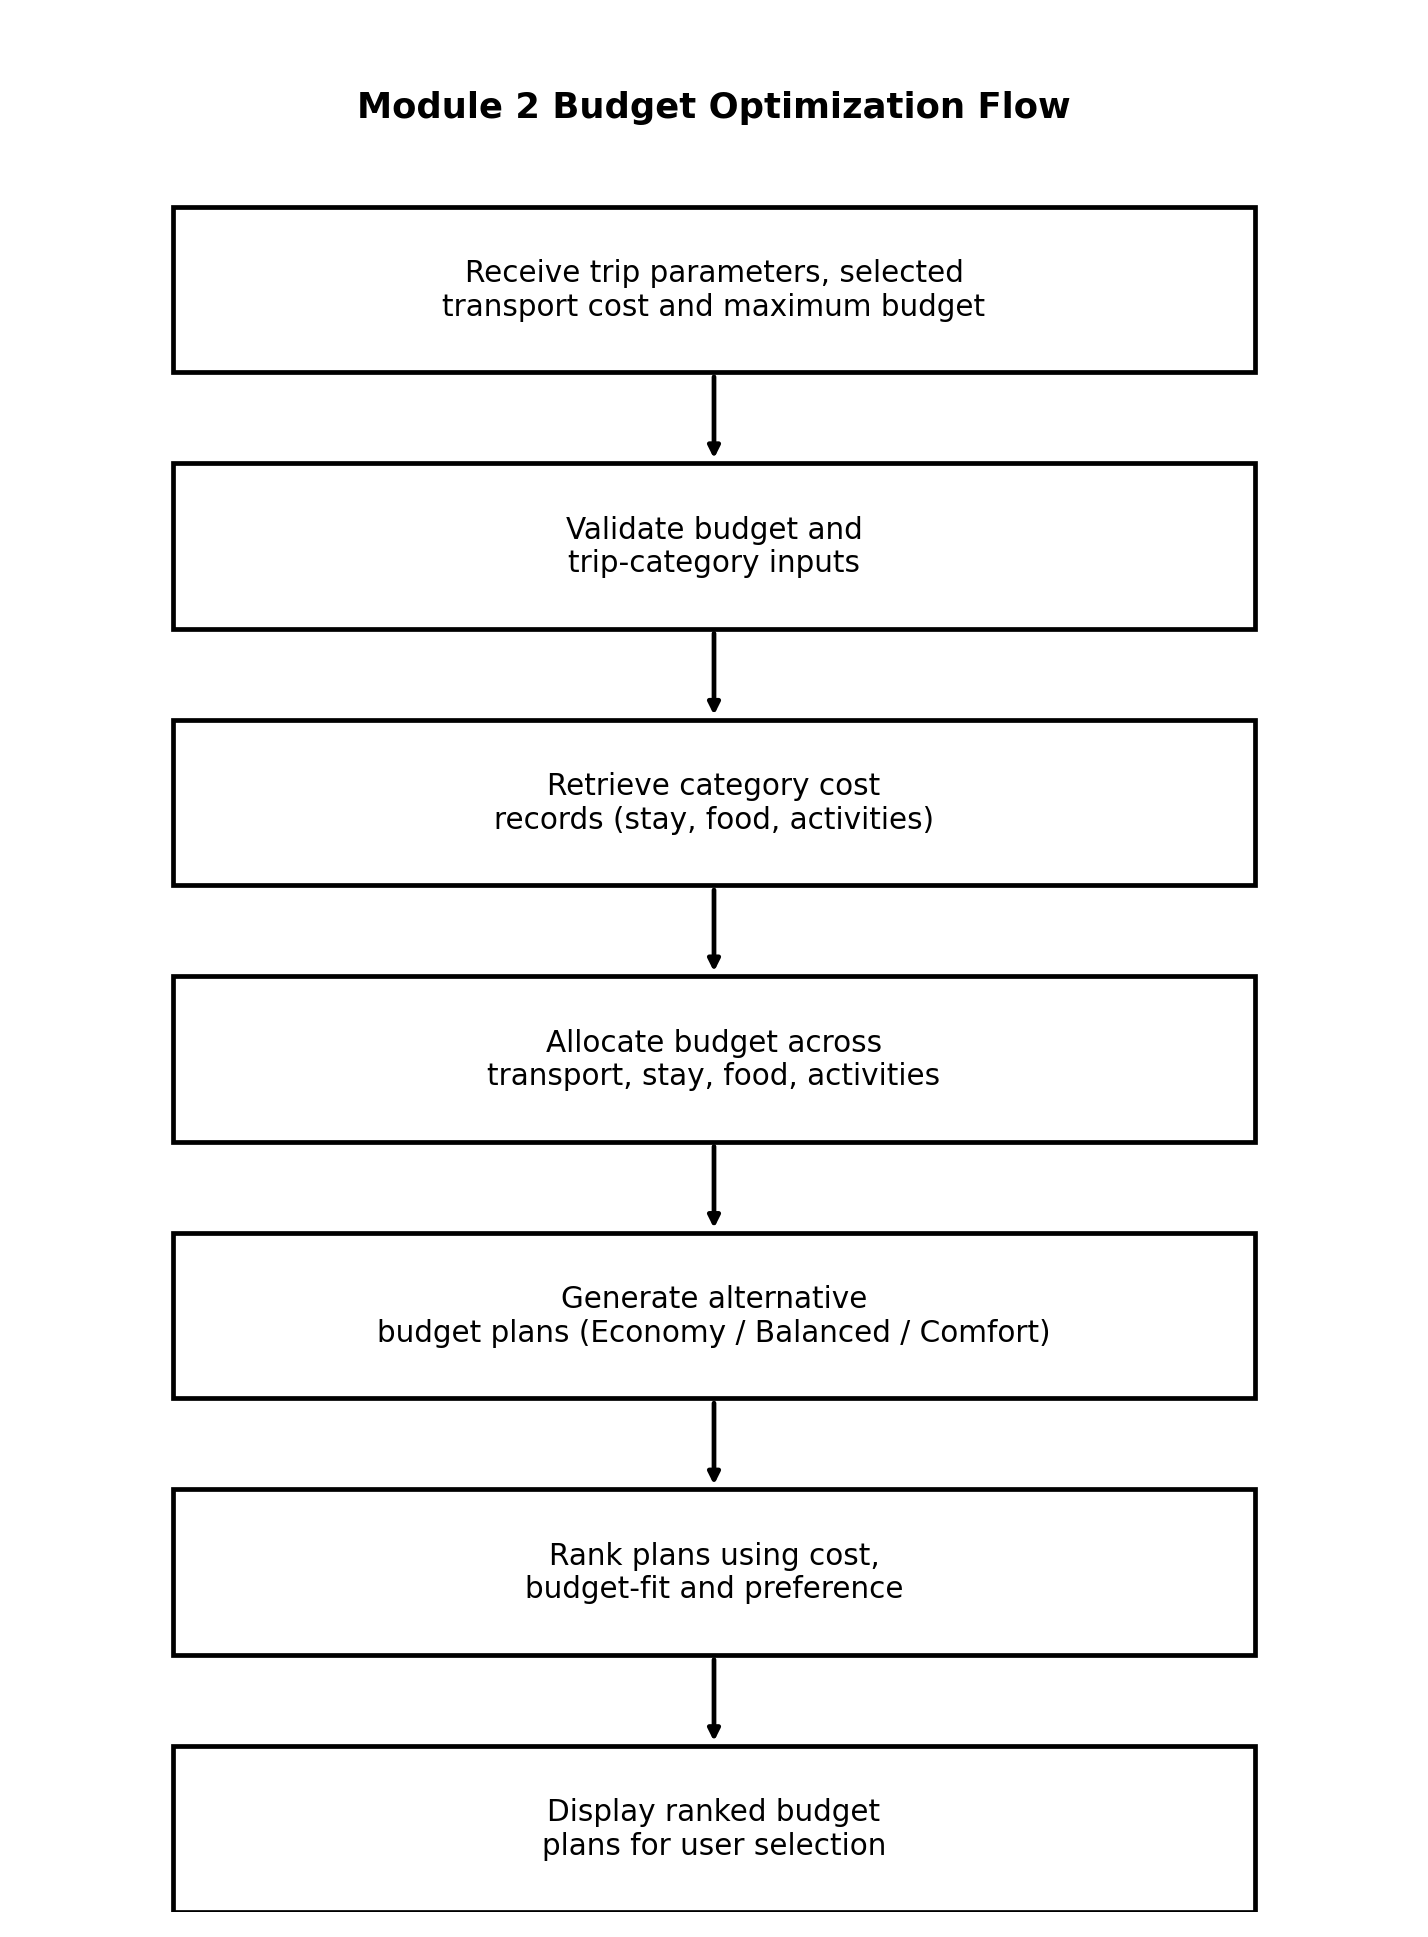 Module 2 Budget Optimization Flow
Receive trip parameters, selected
transport cost and maximum budget
Validate budget and
trip-category inputs
Retrieve category cost
records (stay, food, activities)
Allocate budget across
transport, stay, food, activities
Generate alternative
budget plans (Economy / Balanced / Comfort)
Rank plans using cost,
budget-fit and preference
Display ranked budget
plans for user selection